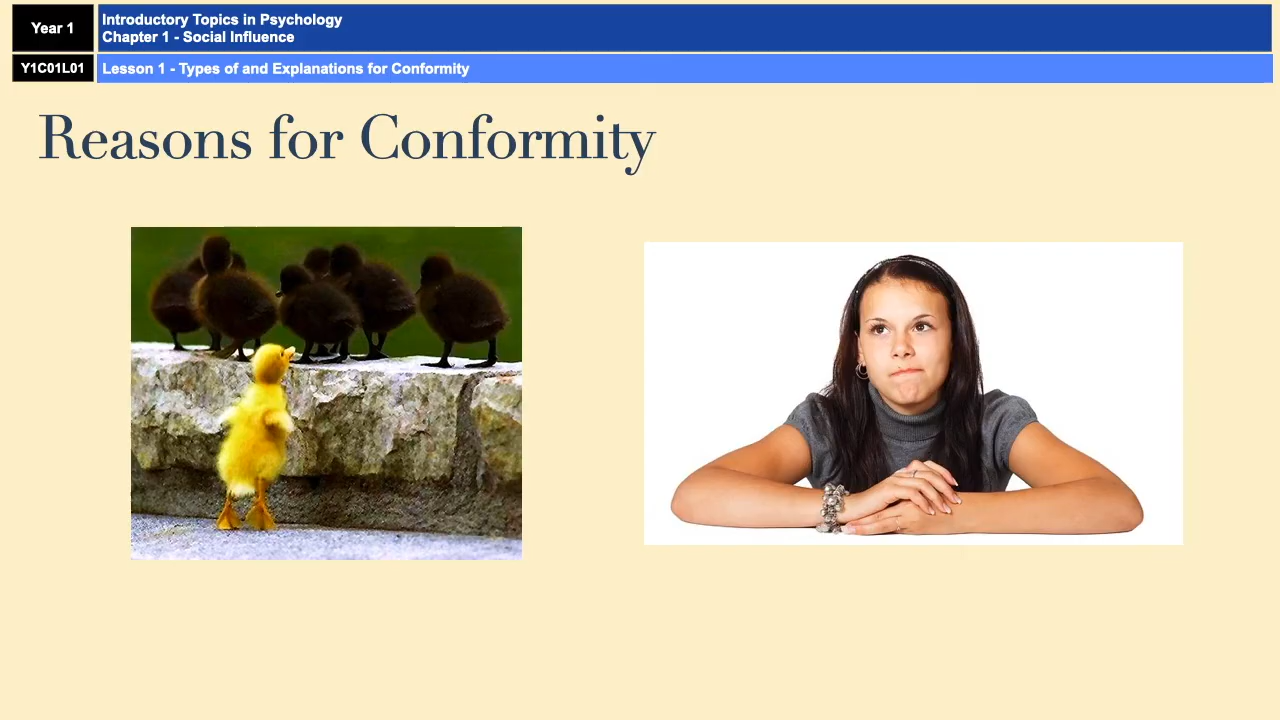 Year 1
Introductory Topics in Psychology
Chapter 1 - Social Influence
Y1C01L01
Lesson 1 - Types of and Explanations for Conformity
Reasons for Conformity